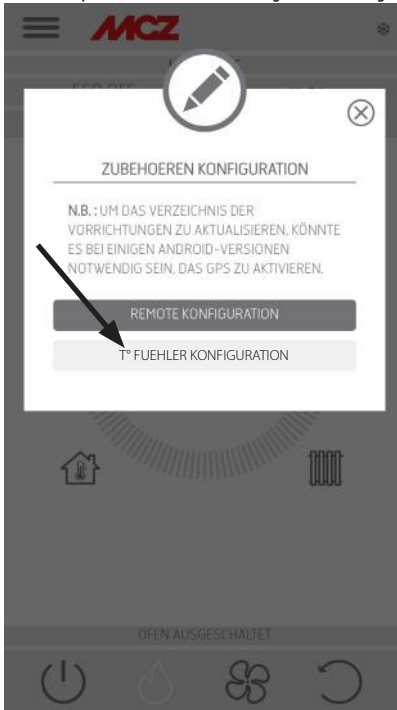 MCZ
ZUBEHOEREN KONFIGURATION
N.B. : UM DAS VERZEICHNIS DER
VORRICHTUNGEN ZU AKTUALISIEREN, KÖNNTE
ES BEI EINIGEN ANDROID-VERSIONEN
NOTWENDIG SEIN. DAS GPS ZU AKTIVIEREN.
REMOTE KONFIGURATION
T° FUEHLER KONFIGURATION
OFEN AUSGESCHALTET